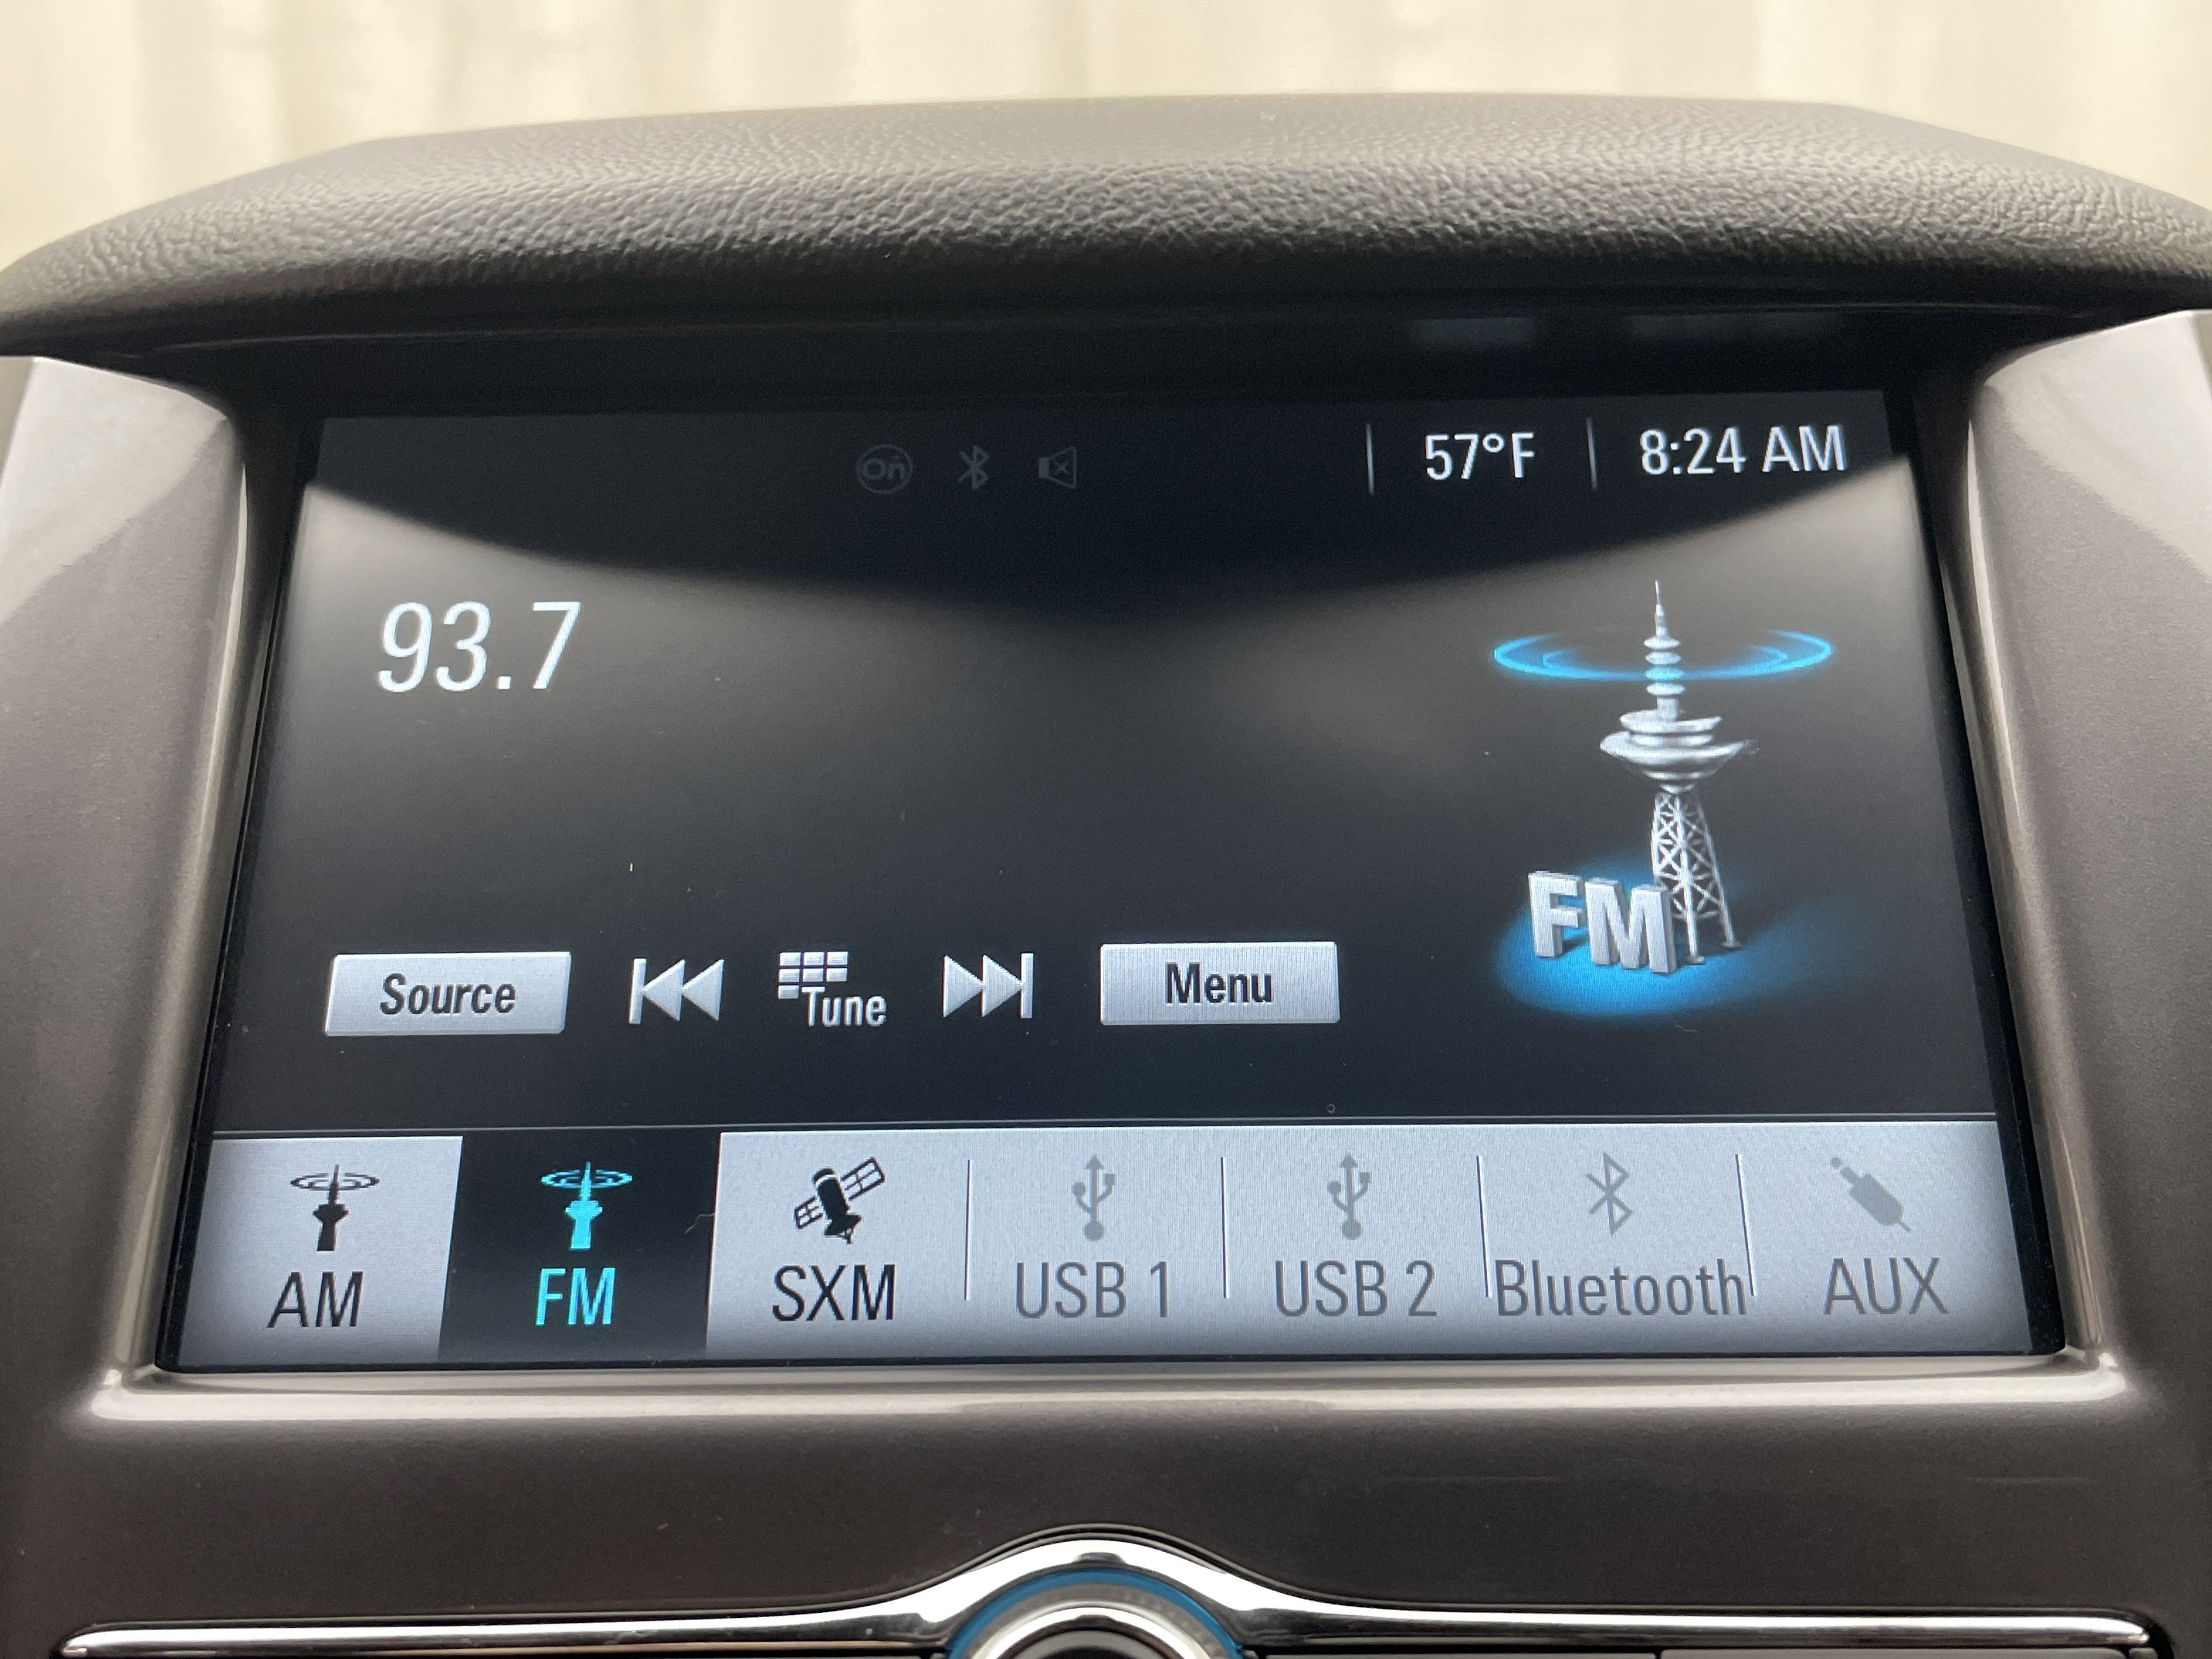 On
57°F
8:24 AM
93.7
FM
Source
Tune
Menu
AM
FM
SXM
USB 1
USB 2
Bluetooth
AUX